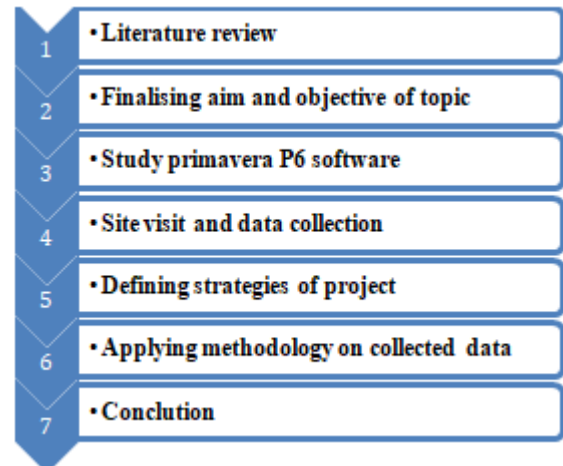 1 • Literature review
2 • Finalising aim and objective of topic
3 • Study primavera P6 software
4 • Site visit and data collection
5 • Defining strategies of project
6 • Applying methodology on collected data
7 • Conclution